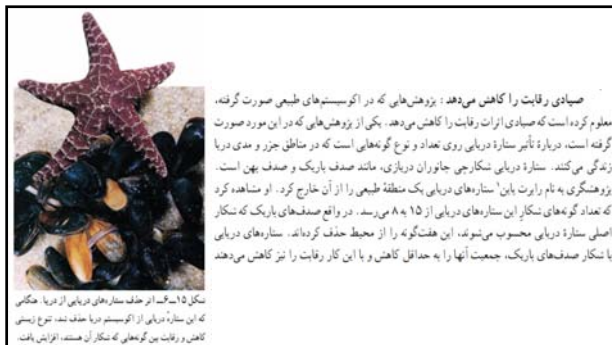 صیادی رقابت را کاهش می‌دهد : پژوهش‌هایی که در اکوسیستم‌های طبیعی صورت گرفته،
معلوم کرده است که صیادی اثرات رقابت را کاهش می‌دهد. یکی از پژوهش‌هایی که در این مورد صورت
گرفته است، دربارهٔ تأثیر ستارهٔ دریایی روی تعداد و نوع گونه‌هایی است که در مناطق جزر و مدی دریا
زندگی می‌کنند. ستارهٔ دریایی شکارچی جانوران دریازی، مانند صدف باریک و صدف پهن است.
پژوهشگری به نام رابرت پاین۱ ستاره‌های دریایی یک منطقهٔ طبیعی را از آن خارج کرد. او مشاهده کرد
که تعداد گونه‌های شکار این ستاره‌های دریایی از ۱۵ به ۸ می‌رسد. در واقع صدف‌های باریک که شکار
اصلی ستارهٔ دریایی محسوب می‌شوند، این هفت‌گونه را از محیط حذف کرده‌اند. ستاره‌های دریایی
با شکار صدف‌های باریک، جمعیت آنها را به حداقل کاهش و با این کار رقابت را نیز کاهش می‌دهند
شکل ۱۵ــ۶ــ اثر حذف ستاره‌های دریایی از دریا. هنگامی
که این ستارهٔ دریایی از اکوسیستم دریا حذف شد، تنوع زیستی
کاهش و رقابت بین گونه‌هایی که شکار آن هستند، افزایش یافت.